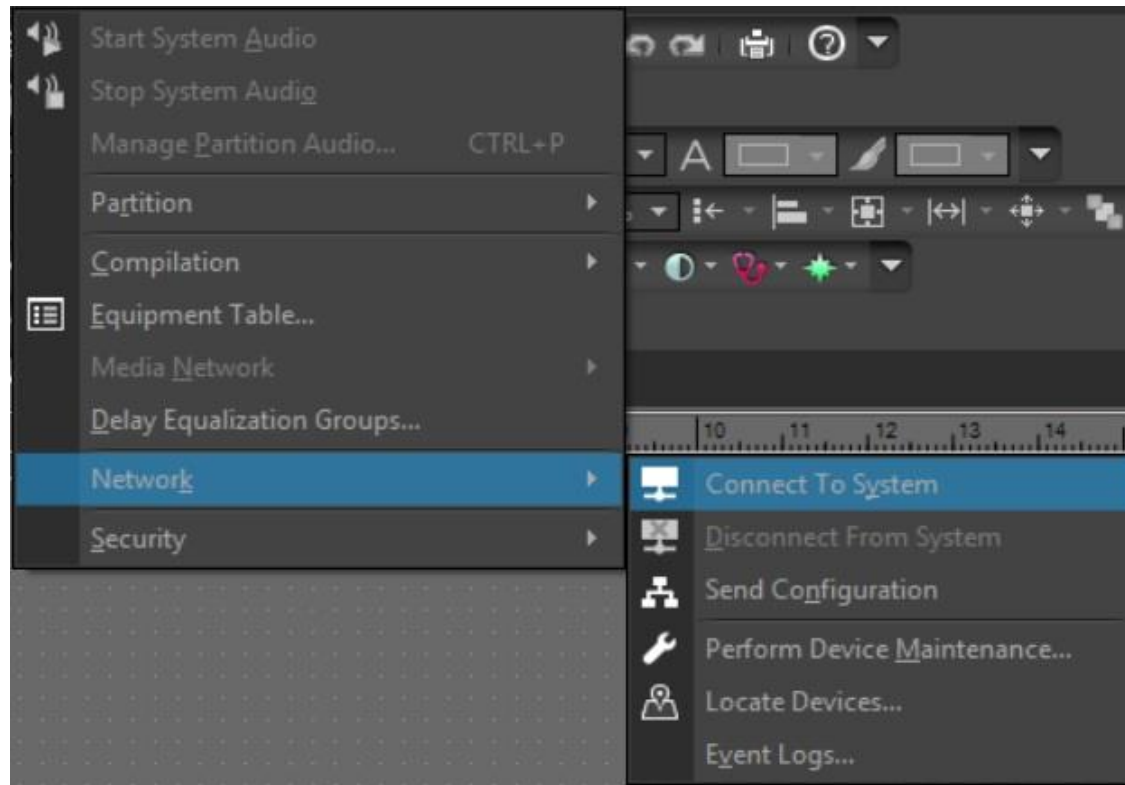 Start System Audio
Stop System Audio
Manage Partition Audio... CTRL+P
Partition
Compilation
Equipment Table...
Media Network
Delay Equalization Groups...
Network
Security
A
10 11 12 13 14
Connect To System
Disconnect From System
Send Configuration
Perform Device Maintenance...
Locate Devices...
Event Logs...